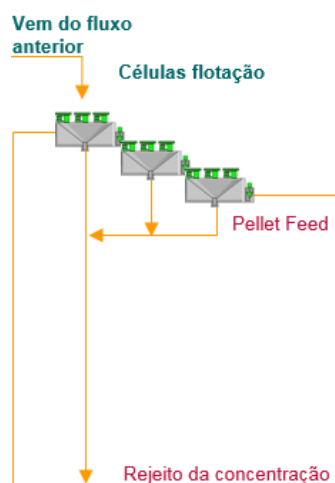 Vem do fluxo
anterior
Células flotação
Pellet Feed
Rejeito da concentração